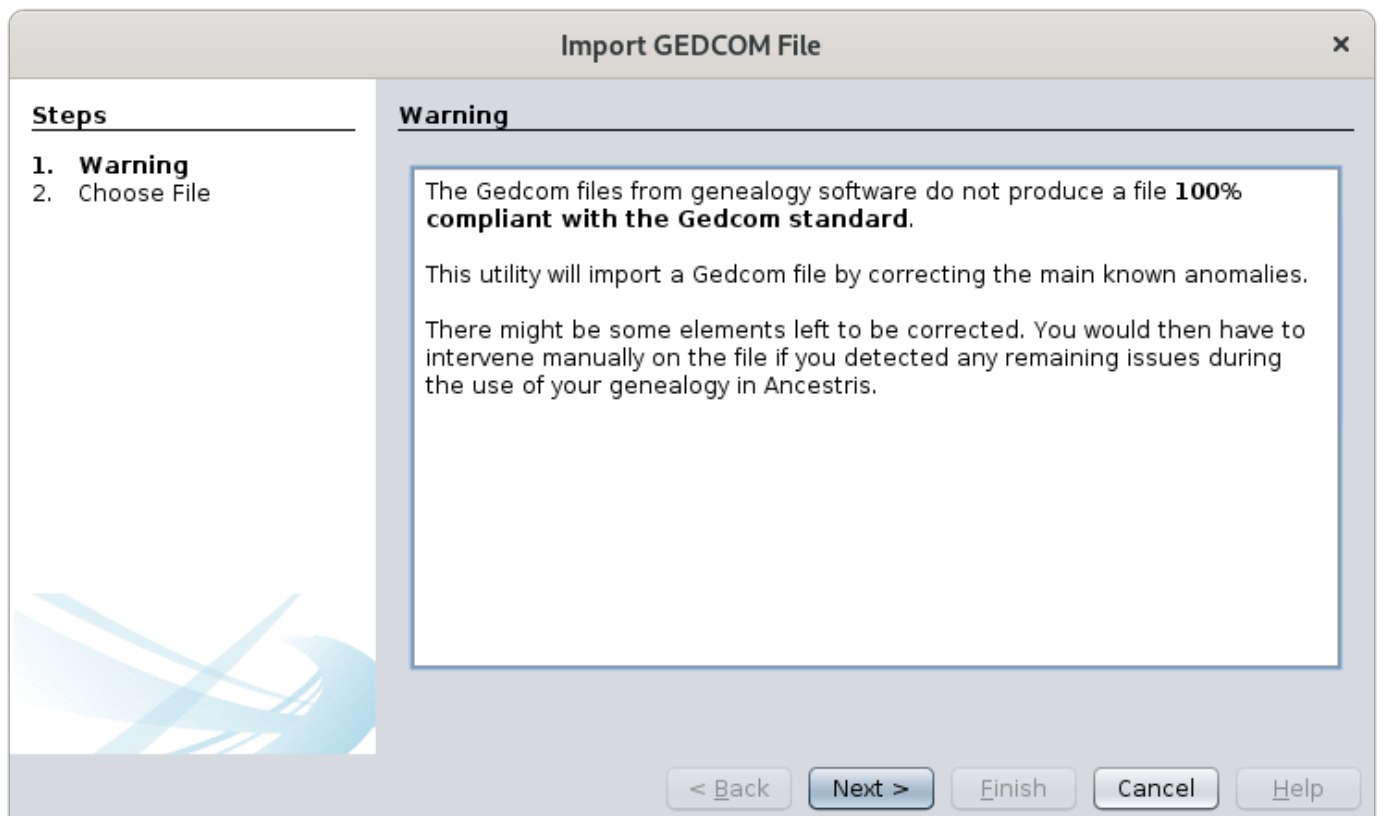 Import GEDCOM File
×
Steps
1. Warning
2. Choose File
Warning
The Gedcom files from genealogy software do not produce a file 100%
compliant with the Gedcom standard.
This utility will import a Gedcom file by correcting the main known anomalies.
There might be some elements left to be corrected. You would then have to
intervene manually on the file if you detected any remaining issues during
the use of your genealogy in Ancestris.
< Back Next > Finish Cancel Help